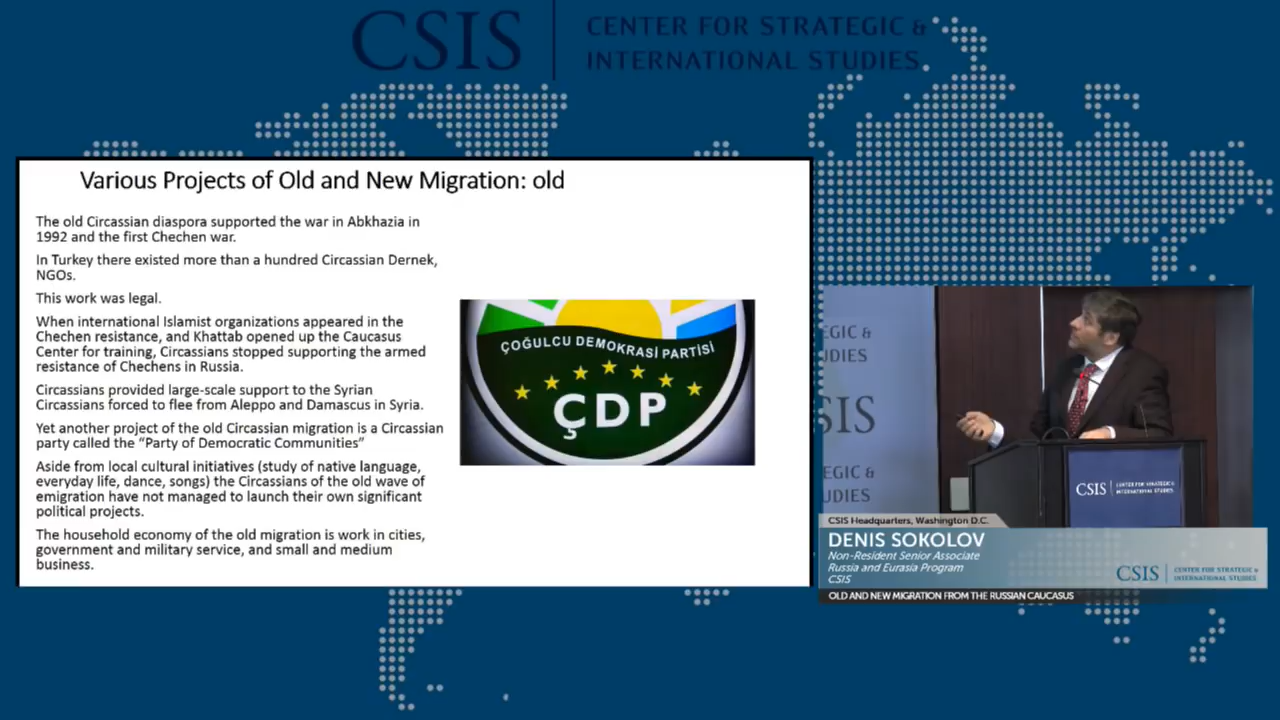 CSIS
CENTER FOR STRATEGIC &
INTERNATIONAL STUDIES
Various Projects of Old and New Migration: old
The old Circassian diaspora supported the war in Abkhazia in
1992 and the first Chechen war.
In Turkey there existed more than a hundred Circassian Dernek,
NGOs.
This work was legal.
When international Islamist organizations appeared in the
Chechen resistance, and Khattab opened up the Caucasus
Center for training, Circassians stopped supporting the armed
resistance of Chechens in Russia.
Circassians provided large-scale support to the Syrian
Circassians forced to flee from Aleppo and Damascus in Syria.
Yet another project of the old Circassian migration is a Circassian
party called the “Party of Democratic Communities”
Aside from local cultural initiatives (study of native language,
everyday life, dance, songs) the Circassians of the old wave of
emigration have not managed to launch their own significant
political projects.
The household economy of the old migration is work in cities,
government and military service, and small and medium
business.
ÇOĞULCU DEMOKRASİ PARTİSİ
ÇDP
EGIC &
UDIES
SIS
EGIC &
UDIES
CSIS
CENTER FOR STRATEGIC &
INTERNATIONAL STUDIES
CSIS Headquarters, Washington D.C.
DENIS SOKOLOV
Non-Resident Senior Associate
Russia and Eurasia Program
CSIS
CSIS
CENTER FOR STRATEGIC &
INTERNATIONAL STUDIES
OLD AND NEW MIGRATION FROM THE RUSSIAN CAUCASUS